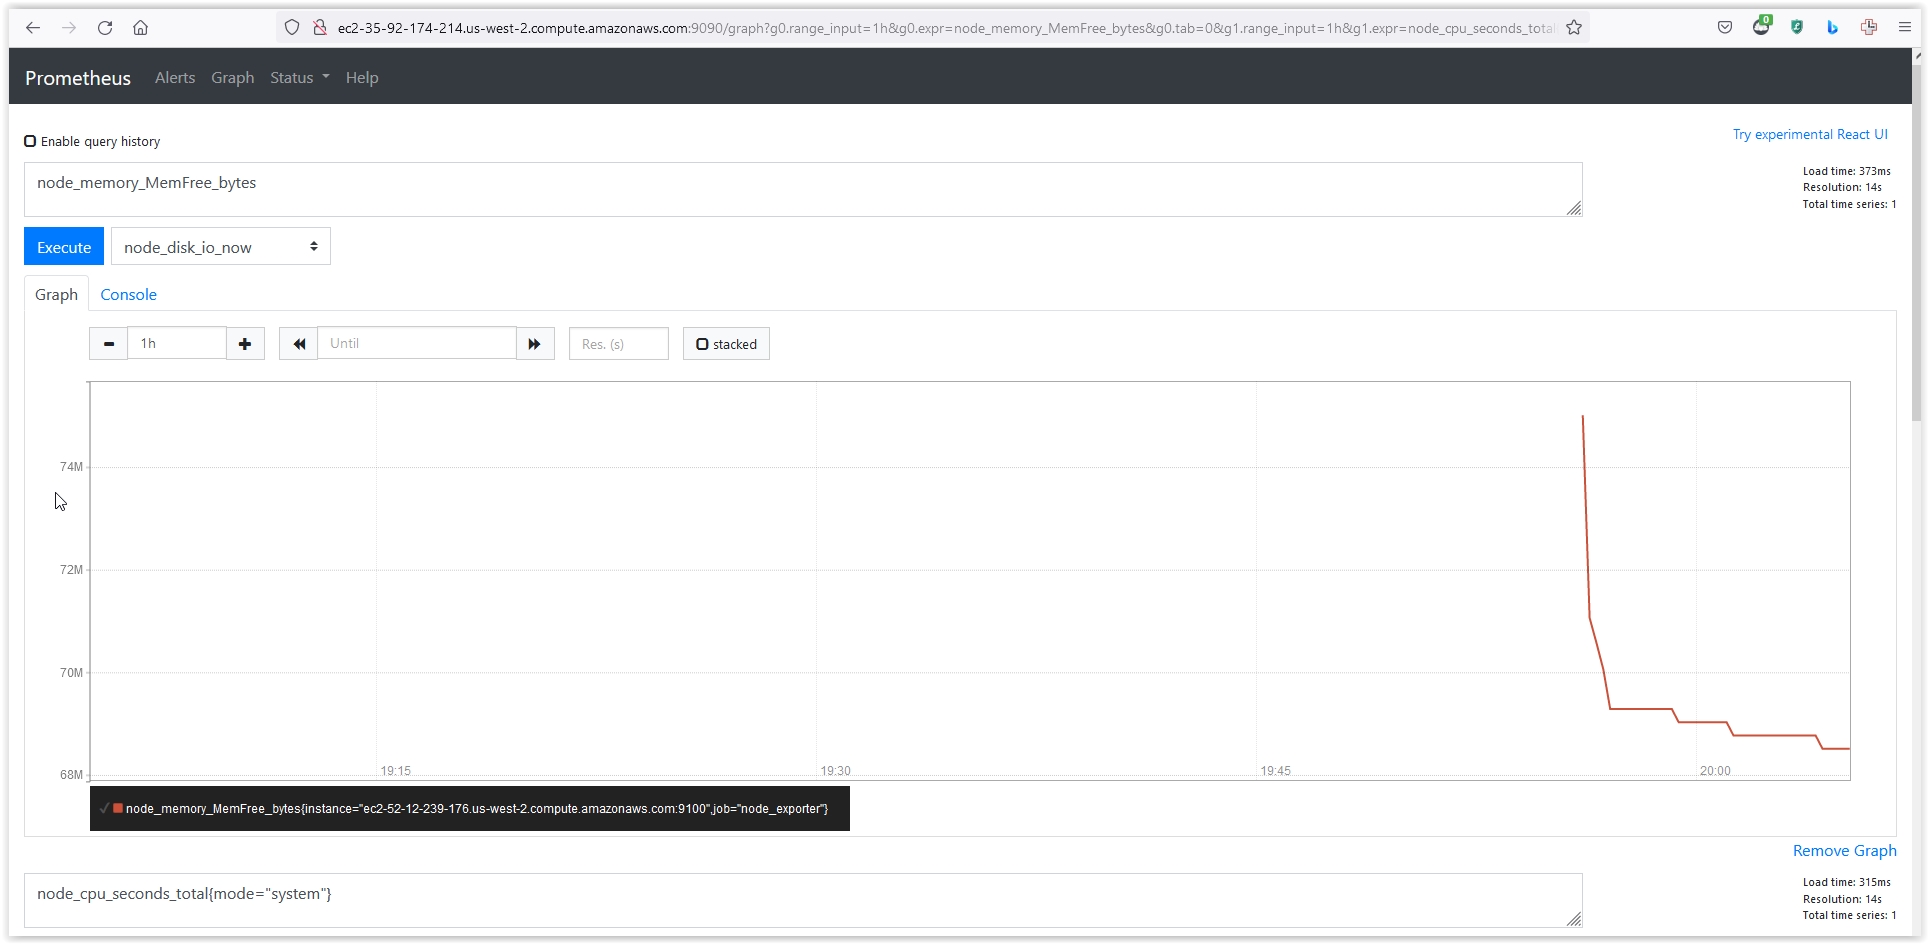 ec2-35-92-174-214.us-west-2.compute.amazonaws.com:9090/graph?g0.range_input=1h&g0.expr=node_memory_MemFree_bytes&g0.tab=0&g1.range_input=1h&g1.expr=node_cpu_seconds_total
0
Prometheus Alerts Graph Status Help
Enable query history
Try experimental React UI
node_memory_MemFree_bytes
Load time: 373ms
Resolution: 14s
Total time series: 1
Execute node_disk_io_now
Graph Console
1h Until Res. (s) stacked
74M
72M
70M
68M
19:15 19:30 19:45 20:00
node_memory_MemFree_bytes{instance="ec2-52-12-239-176.us-west-2.compute.amazonaws.com:9100",job="node_exporter"}
Remove Graph
node_cpu_seconds_total{mode="system"}
Load time: 315ms
Resolution: 14s
Total time series: 1